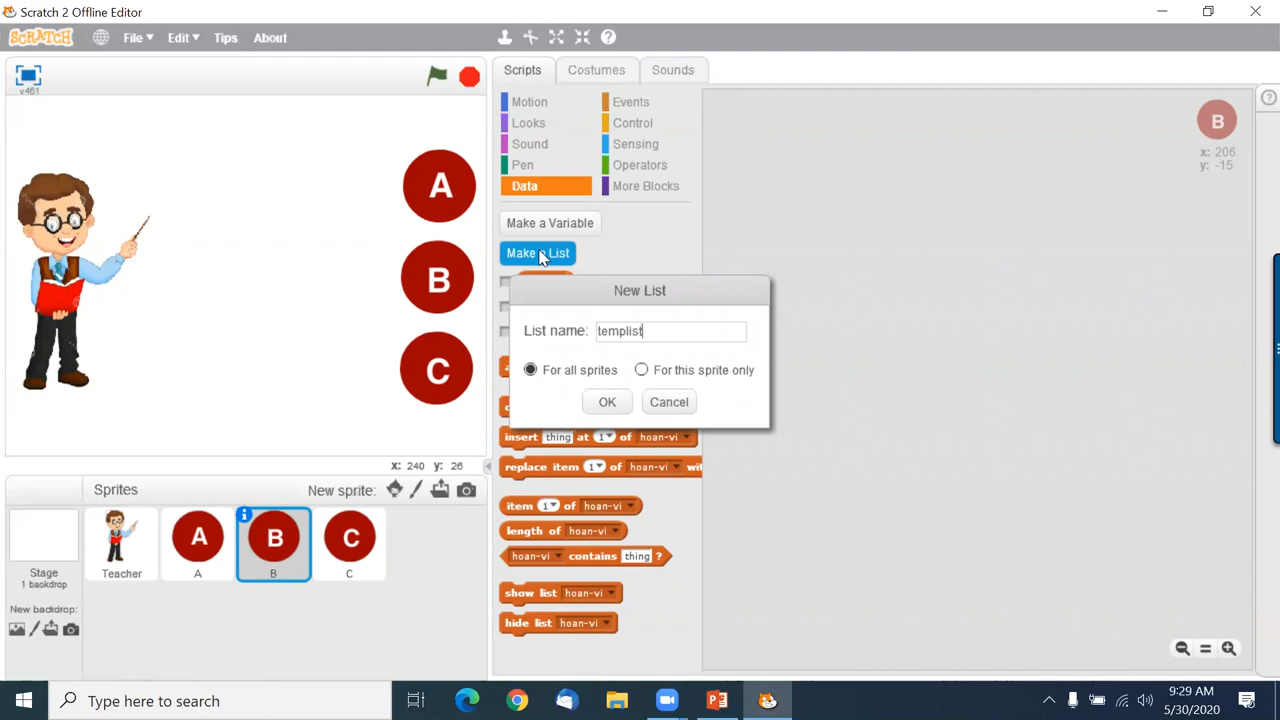 Scratch 2 Offline Editor
SCRATCH File Edit Tips About
v461
Scripts Costumes Sounds
Motion Events
Looks Control
Sound Sensing
Pen Operators
Data More Blocks
Make a Variable
Make a List
B
x: 206
y: -15
A
B
C
New List
List name: templist
For all sprites For this sprite only
OK Cancel
insert thing at 1 of hoan-vi
replace item 1 of hoan-vi
item 1 of hoan-vi
length of hoan-vi
hoan-vi contains thing ?
show list hoan-vi
hide list hoan-vi
x: 240 y: 26
Sprites New sprite:
Stage
1 backdrop
New backdrop:
Teacher
A
A
B
B
C
C
Type here to search
9:29 AM
5/30/2020